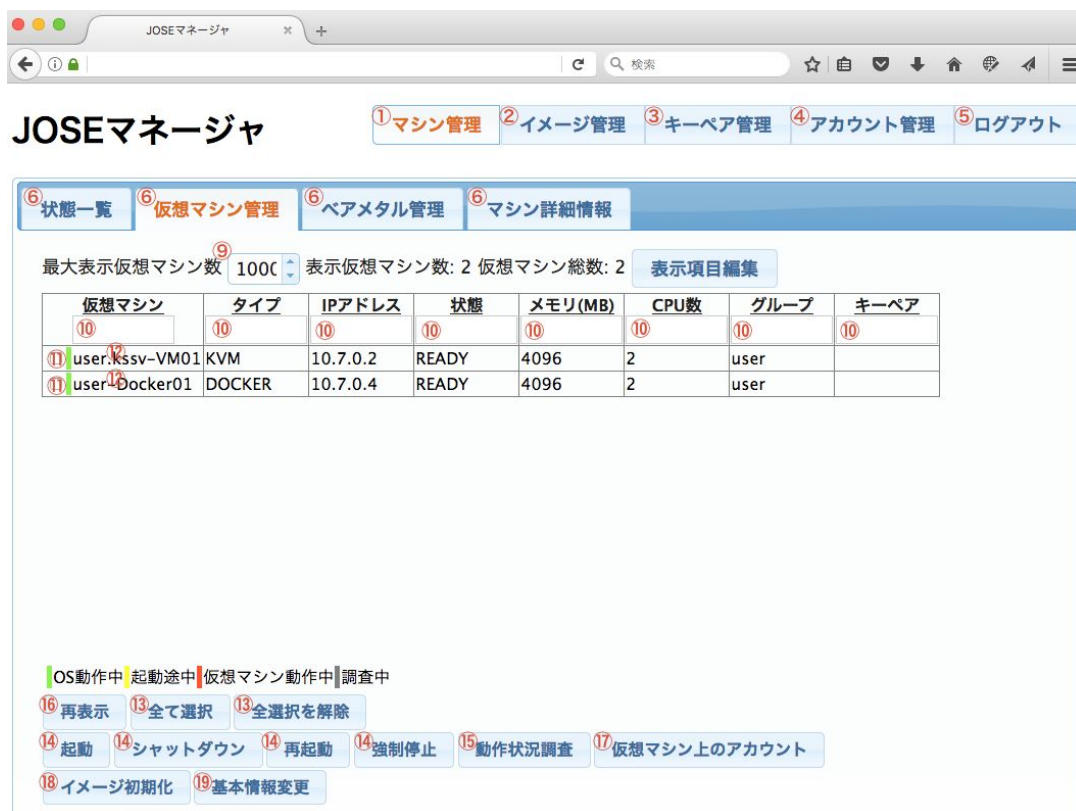 JOSEマネージャ
検索
JOSEマネージャ ①マシン管理 ②イメージ管理 ③キーペア管理 ④アカウント管理 ⑤ログアウト
⑥状態一覧 ⑥仮想マシン管理 ⑥ベアメタル管理 ⑥マシン詳細情報
最大表示仮想マシン数 ⑨ 1000 表示仮想マシン数: 2 仮想マシン総数: 2 表示項目編集
仮想マシン タイプ IPアドレス 状態 メモリ(MB) CPU数 グループ キーペア
⑩ ⑩ ⑩ ⑩ ⑩ ⑩ ⑩ ⑩
⑪ user.kssv-VM01 ⑫ KVM 10.7.0.2 READY 4096 2 user
⑪ user-Docker01 ⑫ DOCKER 10.7.0.4 READY 4096 2 user
OS動作中 起動途中 仮想マシン動作中 調査中
⑯再表示 ⑬全て選択 ⑬全選択を解除
⑭起動 ⑭シャットダウン ⑭再起動 ⑭強制停止 ⑮動作状況調査 ⑰仮想マシン上のアカウント
⑱イメージ初期化 ⑲基本情報変更